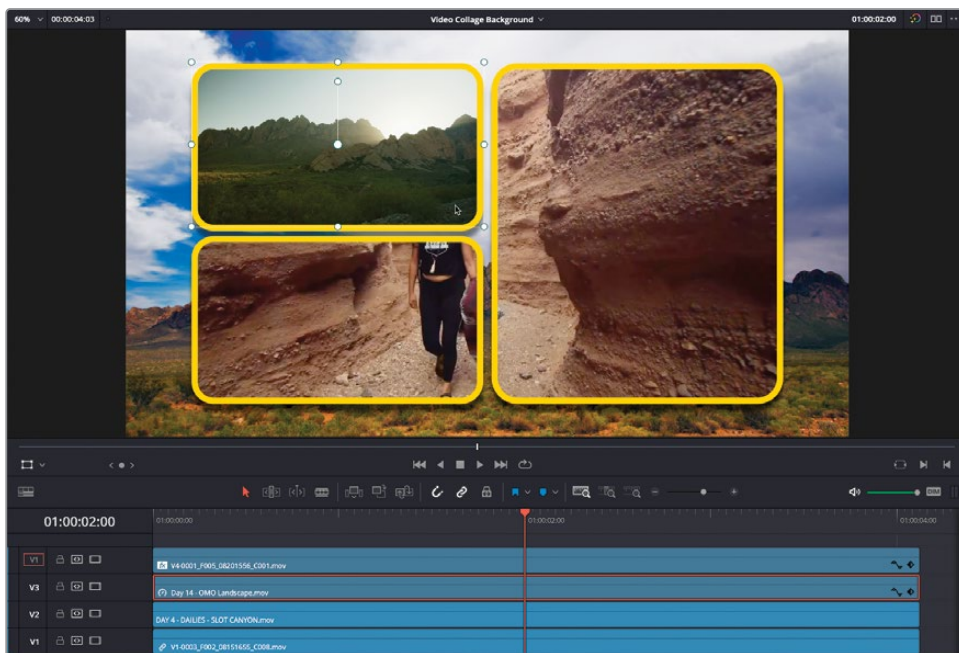 60% 00:00:04:03 Video Collage Background 01:00:02:00
01:00:02:00 01:00:00:00 01:00:02:00 01:00:04:00
DIM
V1 V4-0001_F005_08201556_C001.mov
V3 Day 14 - OMO Landscape.mov
V2 DAY 4 - DAILIES - SLOT CANYON.mov
V1 V1-0003_F002_08151655_C008.mov